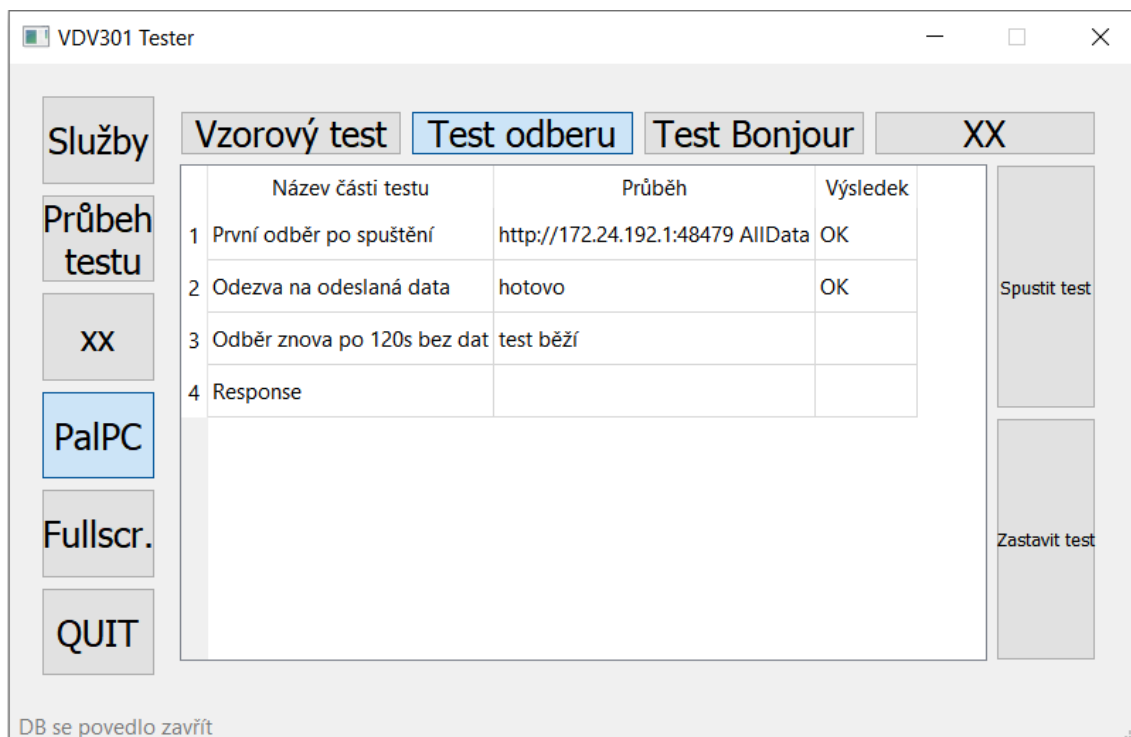 VDV301 Tester
Služby
Průbeh
testu
xx
PalPC
Fullscr.
QUIT
Vzorový test
Test odberu
Test Bonjour
XX
Název části testu Průběh Výsledek
1 První odběr po spuštění http://172.24.192.1:48479 AllData OK
2 Odezva na odeslaná data hotovo OK
3 Odběr znova po 120s bez dat test běží
4 Response
Spustit test
Zastavit test
DB se povedlo zavřít